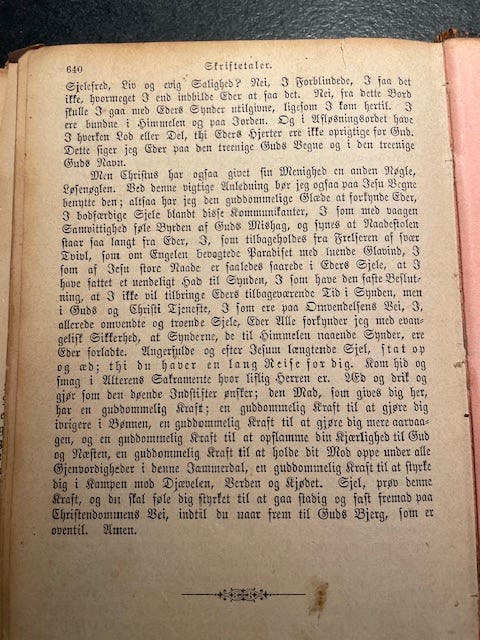 640
Skriftetaler.
Sjelefred, Liv og evig Salighed? Nei, I Forblindede, I faa det
ikke, hvormeget I end indbilde Eder at faa det. Nei, fra dette Bord
skulle I gaa med Eders Synder utilgivne, ligesom I kom hertil. I
ere bundne i Himmelen og paa Jorden. Og i Afløsningsordet have
I hverken Lod eller Del, thi Eders Hjerter ere ikke oprigtige for Gud.
Dette siger jeg Eder paa den treenige Guds Vegne og i den treenige
Guds Navn.
Men Christus har ogsaa givet sin Menighed en anden Nøgle,
Løsenøglen. Ved denne vigtige Anledning bør jeg ogsaa paa Jesu Vegne
benytte den; altsaa har jeg den guddommelige Glæde at forkynde Eder,
I bodfærdige Sjele blandt disse Kommunikanter, I som med vaagen
Samvittighed føle Byrden af Guds Mishag, og synes at Naadestolen
staar saa langt fra Eder, I, som tilbageholdes fra Frelseren af svær
Tvivl, som om Engelen bevogtede Paradiset med luende Glavind, I
som af Jesu store Naade er saaledes saarede i Eders Sjele, at I
have fattet et uendeligt Had til Synden, I som have den faste Beslut-
ning, at I ikke vil tilbringe Eders tilbageværende Tid i Synden, men
i Guds og Christi Tjeneste, I som ere paa Omvendelsens Vei, I,
allerede omvendte og troende Sjele, Eder Alle forkynder jeg med evan-
gelisk Sikkerhed, at Synderne, de til Himmelen naaende Synder, ere
Eder forladte. Angerfulde og efter Jesum længtende Sjel, stat op
og æd; thi du haver en lang Reise for dig. Kom hid og
smag i Alterens Sakramente hvor liflig Herren er. Æd og drik og
gjør som den døende Indstifter ønsker; den Mad, som gives dig her,
har en guddommelig Kraft; en guddommelig Kraft til at gjøre dig
ivrigere i Bønnen, en guddommelig Kraft til at gjøre dig mere aarvaa-
gen, og en guddommelig Kraft til at opflamme din Kjærlighed til Gud
og Næsten, en guddommelig Kraft til at holde dit Mod oppe under alle
Gjenvordigheder i denne Jammerdal, en guddommelig Kraft til at styrke
dig i Kampen mod Djævelen, Verden og Kjødet. Sjel, prøv denne
Kraft, og du skal føle dig styrket til at gaa stadig og fast fremad paa
Christendommens Vei, indtil du naar frem til Guds Bjerg, som er
oventil. Amen.